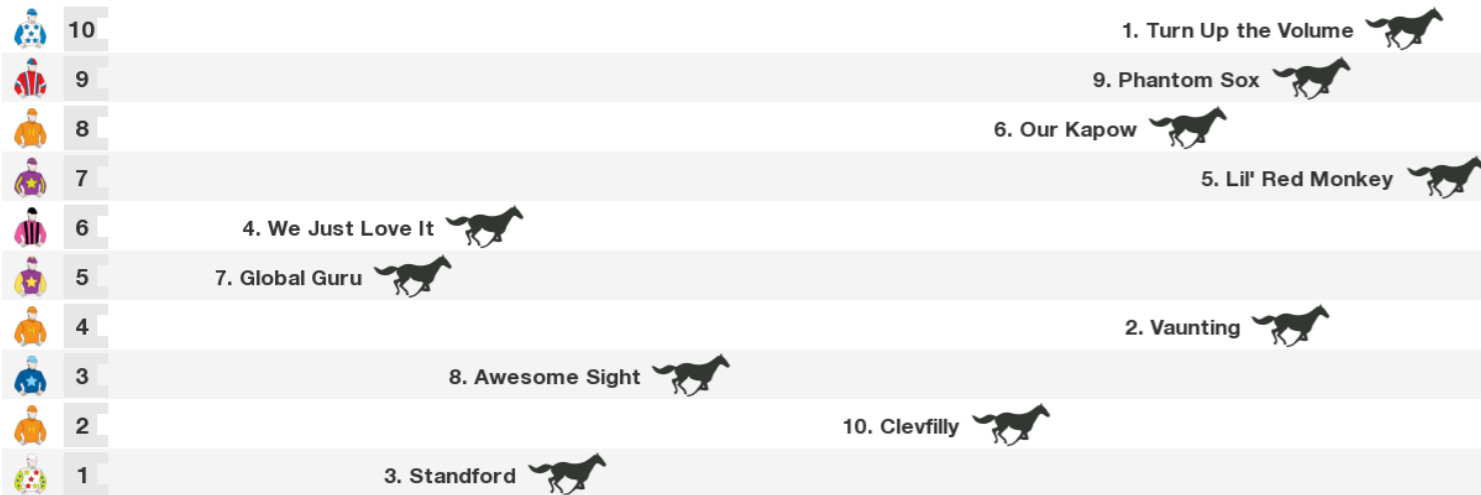 10 1. Turn Up the Volume
9 9. Phantom Sox
8 6. Our Kapow
7 5. Lil' Red Monkey
6 4. We Just Love It
5 7. Global Guru
4 2. Vaunting
3 8. Awesome Sight
2 10. Clevfilly
1 3. Standford